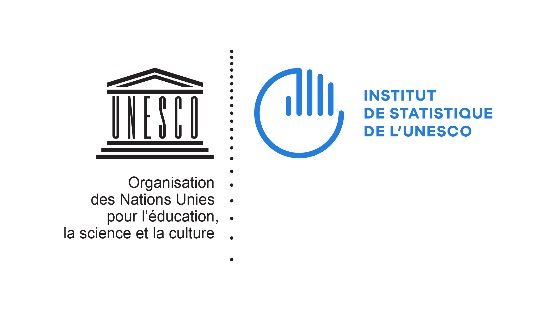 UNESCO
Organisation
des Nations Unies
pour l'éducation,
la science et la culture
INSTITUT
DE STATISTIQUE
DE L'UNESCO